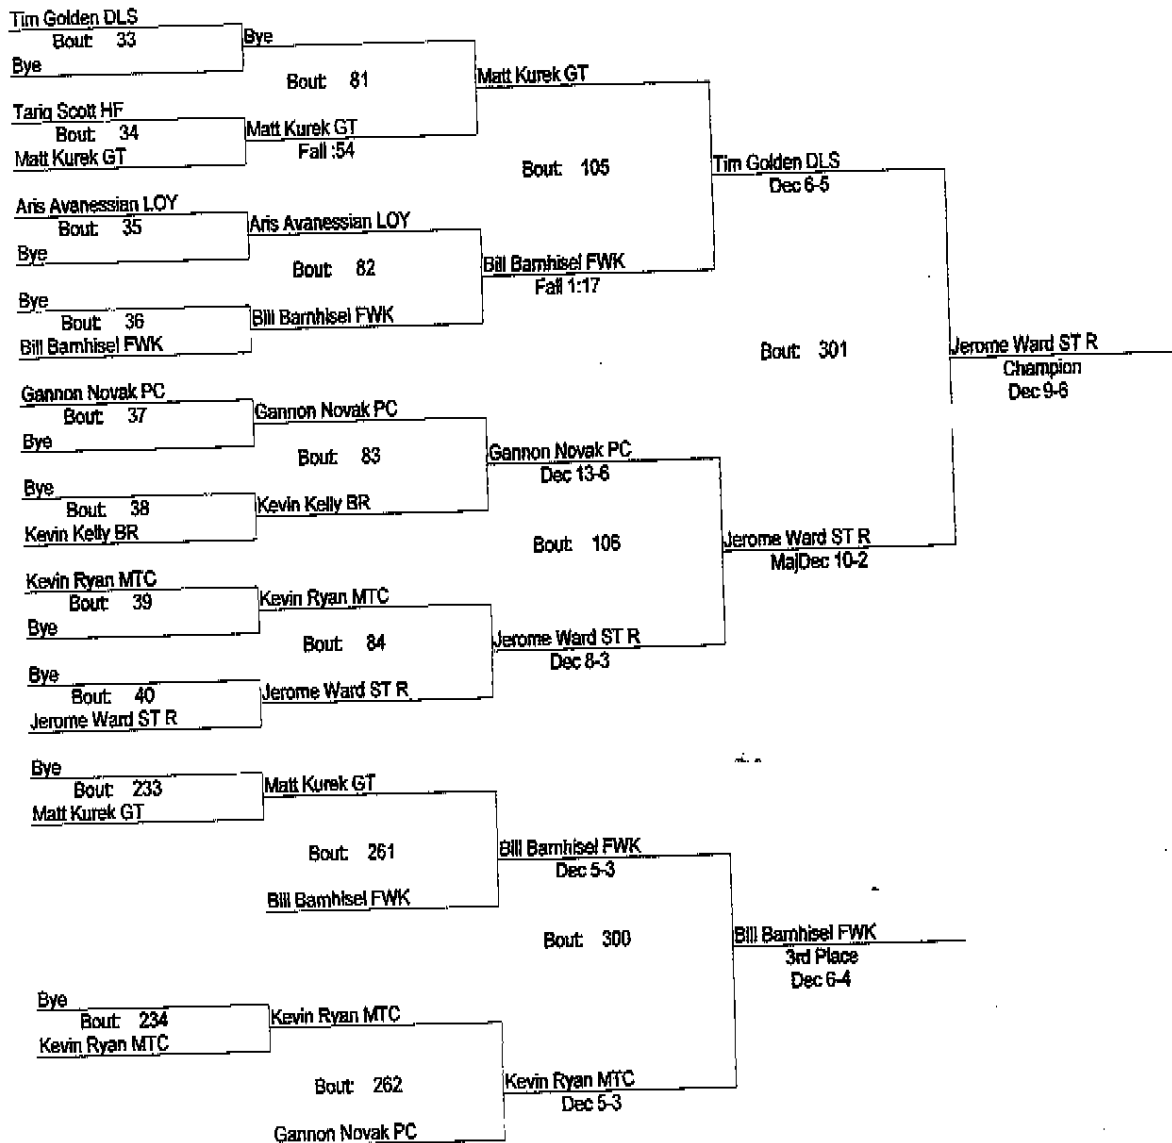 Tim Golden DLS
Bout: 33
Bye
Bye
Bout: 81
Matt Kurek GT
Tariq Scott HF
Bout: 34
Matt Kurek GT
Matt Kurek GT
Fall :54
Bout: 105
Tim Golden DLS
Dec 6-5
Aris Avanessian LOY
Bout: 35
Bye
Aris Avanessian LOY
Bout: 82
Bill Barnhisel FWK
Fall 1:17
Bye
Bout: 36
Bill Barnhisel FWK
Bill Barnhisel FWK
Bout: 301
Jerome Ward ST R
Champion
Dec 9-6
Gannon Novak PC
Bout: 37
Bye
Gannon Novak PC
Bout: 83
Gannon Novak PC
Dec 13-6
Bye
Bout: 38
Kevin Kelly BR
Kevin Kelly BR
Bout: 106
Jerome Ward ST R
MajDec 10-2
Kevin Ryan MTC
Bout: 39
Bye
Kevin Ryan MTC
Bout: 84
Jerome Ward ST R
Dec 8-3
Bye
Bout: 40
Jerome Ward ST R
Jerome Ward ST R
Bye
Bout: 233
Matt Kurek GT
Matt Kurek GT
Bout: 261
Bill Barnhisel FWK
Dec 5-3
Bill Barnhisel FWK
Bout: 300
Bill Barnhisel FWK
3rd Place
Dec 6-4
Bye
Bout: 234
Kevin Ryan MTC
Kevin Ryan MTC
Bout: 262
Kevin Ryan MTC
Dec 5-3
Gannon Novak PC